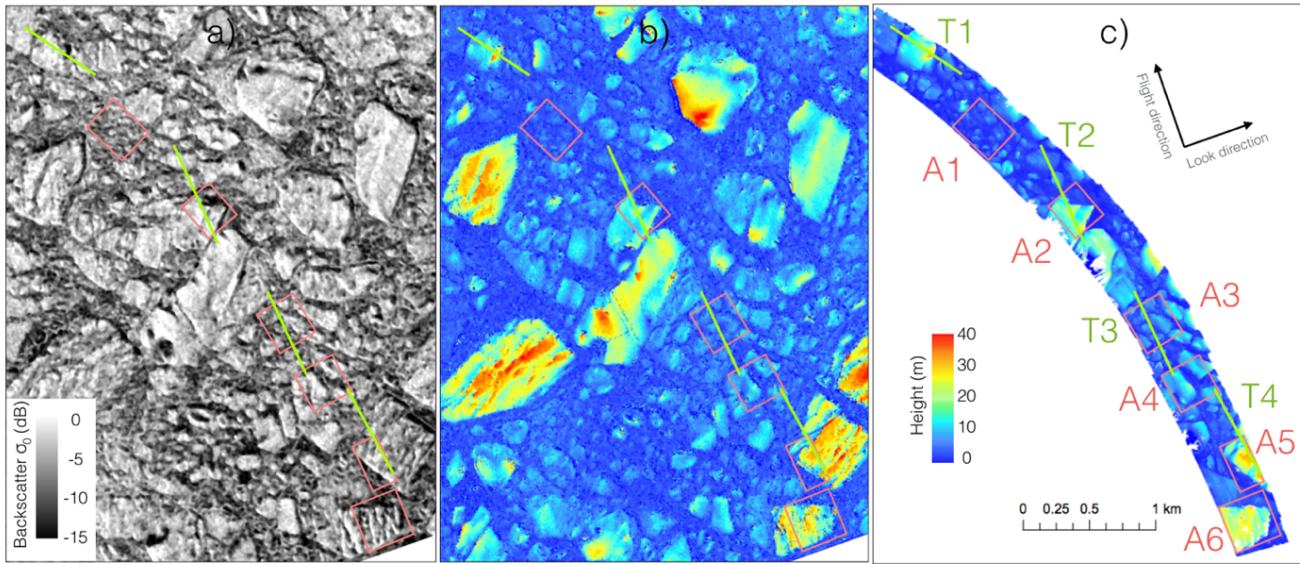 a)
Backscatter σ₀ (dB)
0
-5
-10
-15
b)
c)
T1
T2
T3
T4
A1
A2
A3
A4
A5
A6
Flight direction
Look direction
Height (m)
40
30
20
10
0
0 0.25 0.5 1 km